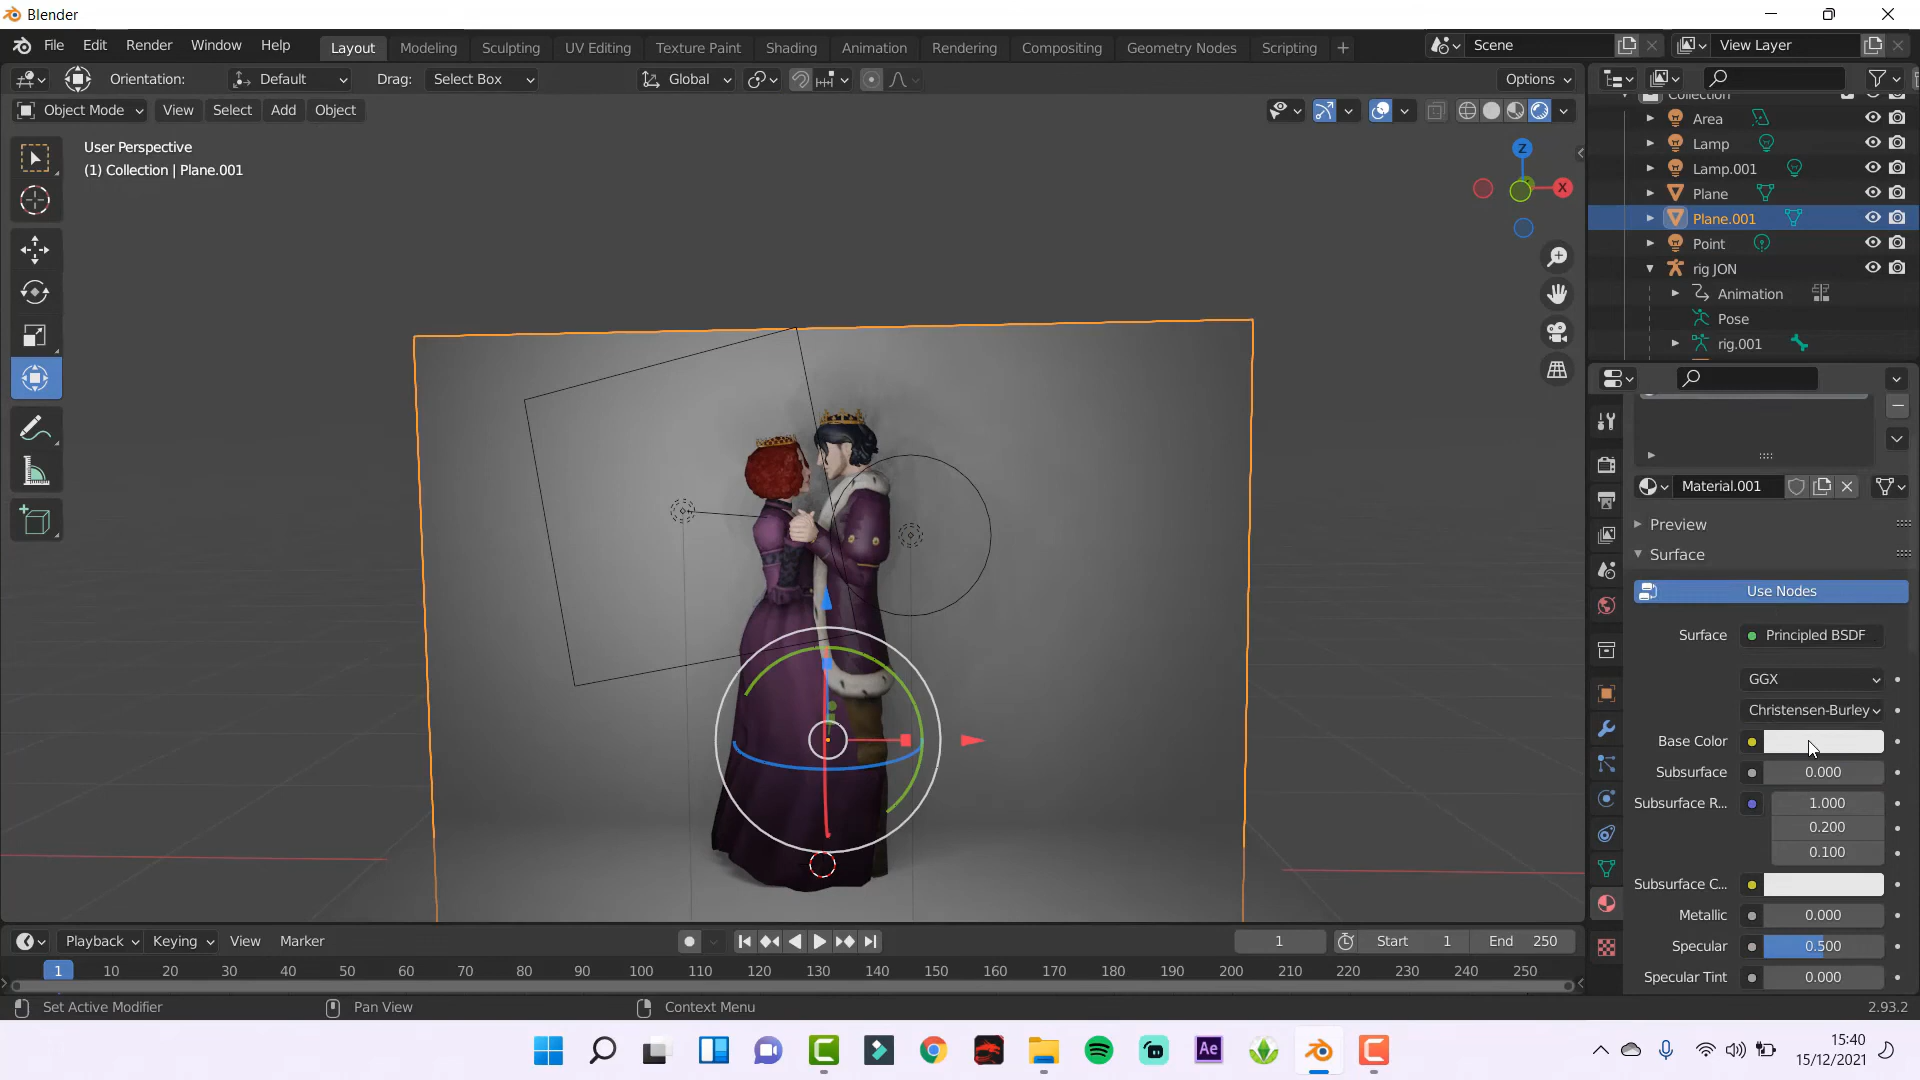 Blender
File Edit Render Window Help
Layout Modeling Sculpting UV Editing Texture Paint Shading Animation Rendering Compositing Geometry Nodes Scripting
Scene View Layer
Orientation: Default Drag: Select Box Global Options
Object Mode View Select Add Object
User Perspective
(1) Collection | Plane.001
Z
X
Collection
Area
Lamp
Lamp.001
Plane
Plane.001
Point
rig JON
Animation
Pose
rig.001
Material.001
Preview
Surface
Use Nodes
Surface Principled BSDF
GGX
Christensen-Burley
Base Color
Subsurface 0.000
Subsurface R... 1.000
0.200
0.100
Subsurface C...
Metallic 0.000
Specular 0.500
Specular Tint 0.000
Playback Keying View Marker 1 Start 1 End 250
1 10 20 30 40 50 60 70 80 90 100 110 120 130 140 150 160 170 180 190 200 210 220 230 240 250
Set Active Modifier Pan View Context Menu 2.93.2
Ae
15:40
15/12/2021